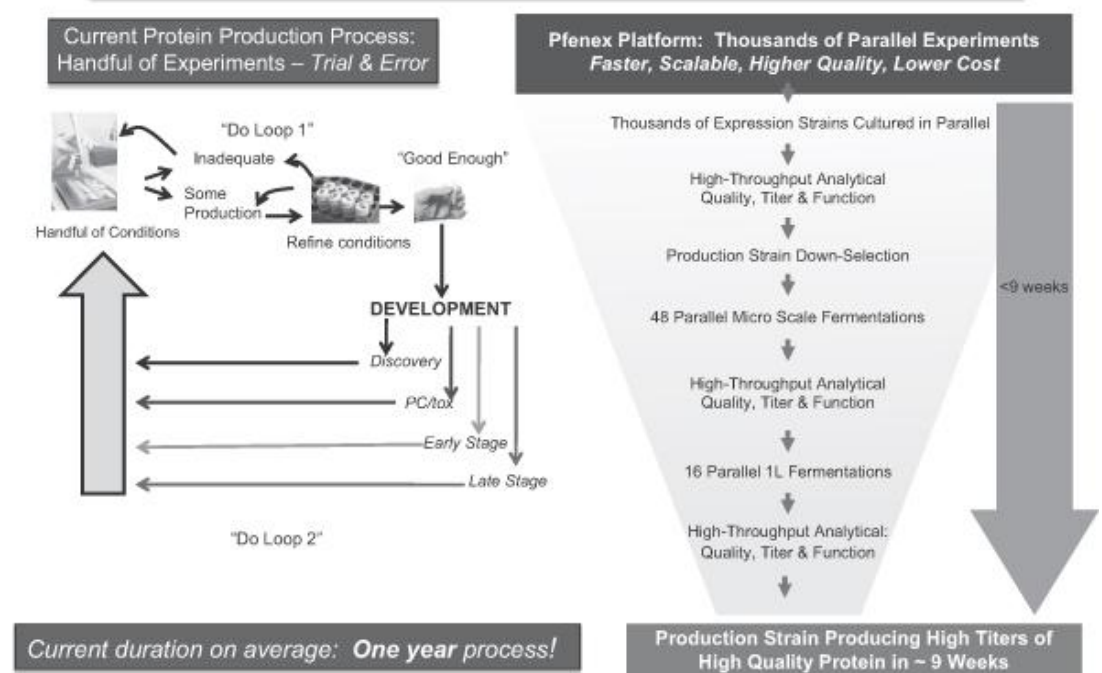 Current Protein Production Process:
Handful of Experiments – Trial & Error
"Do Loop 1"
Inadequate
"Good Enough"
Some
Production
Handful of Conditions
Refine conditions
DEVELOPMENT
Discovery
PC/tox
Early Stage
Late Stage
"Do Loop 2"
Current duration on average: One year process!
Pfenex Platform: Thousands of Parallel Experiments
Faster, Scalable, Higher Quality, Lower Cost
Thousands of Expression Strains Cultured in Parallel
High-Throughput Analytical
Quality, Titer & Function
Production Strain Down-Selection
<9 weeks
48 Parallel Micro Scale Fermentations
High-Throughput Analytical
Quality, Titer & Function
16 Parallel 1L Fermentations
High-Throughput Analytical:
Quality, Titer & Function
Production Strain Producing High Titers of
High Quality Protein in ~ 9 Weeks